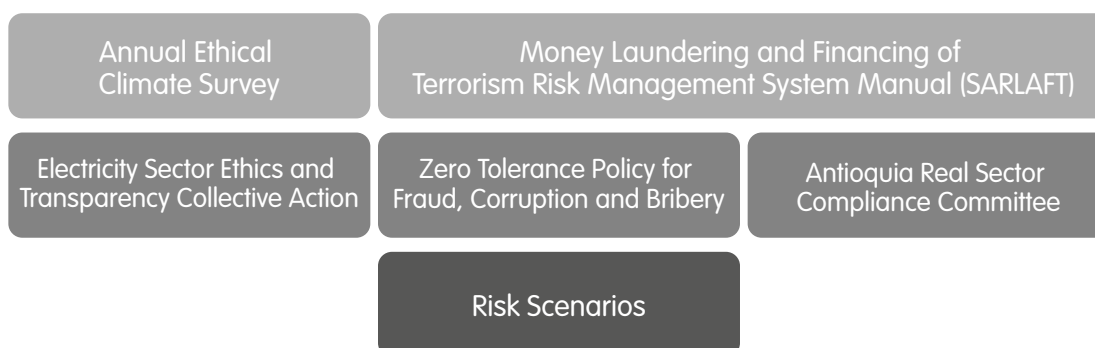 Annual Ethical
Climate Survey
Money Laundering and Financing of
Terrorism Risk Management System Manual (SARLAFT)
Electricity Sector Ethics and
Transparency Collective Action
Zero Tolerance Policy for
Fraud, Corruption and Bribery
Antioquia Real Sector
Compliance Committee
Risk Scenarios